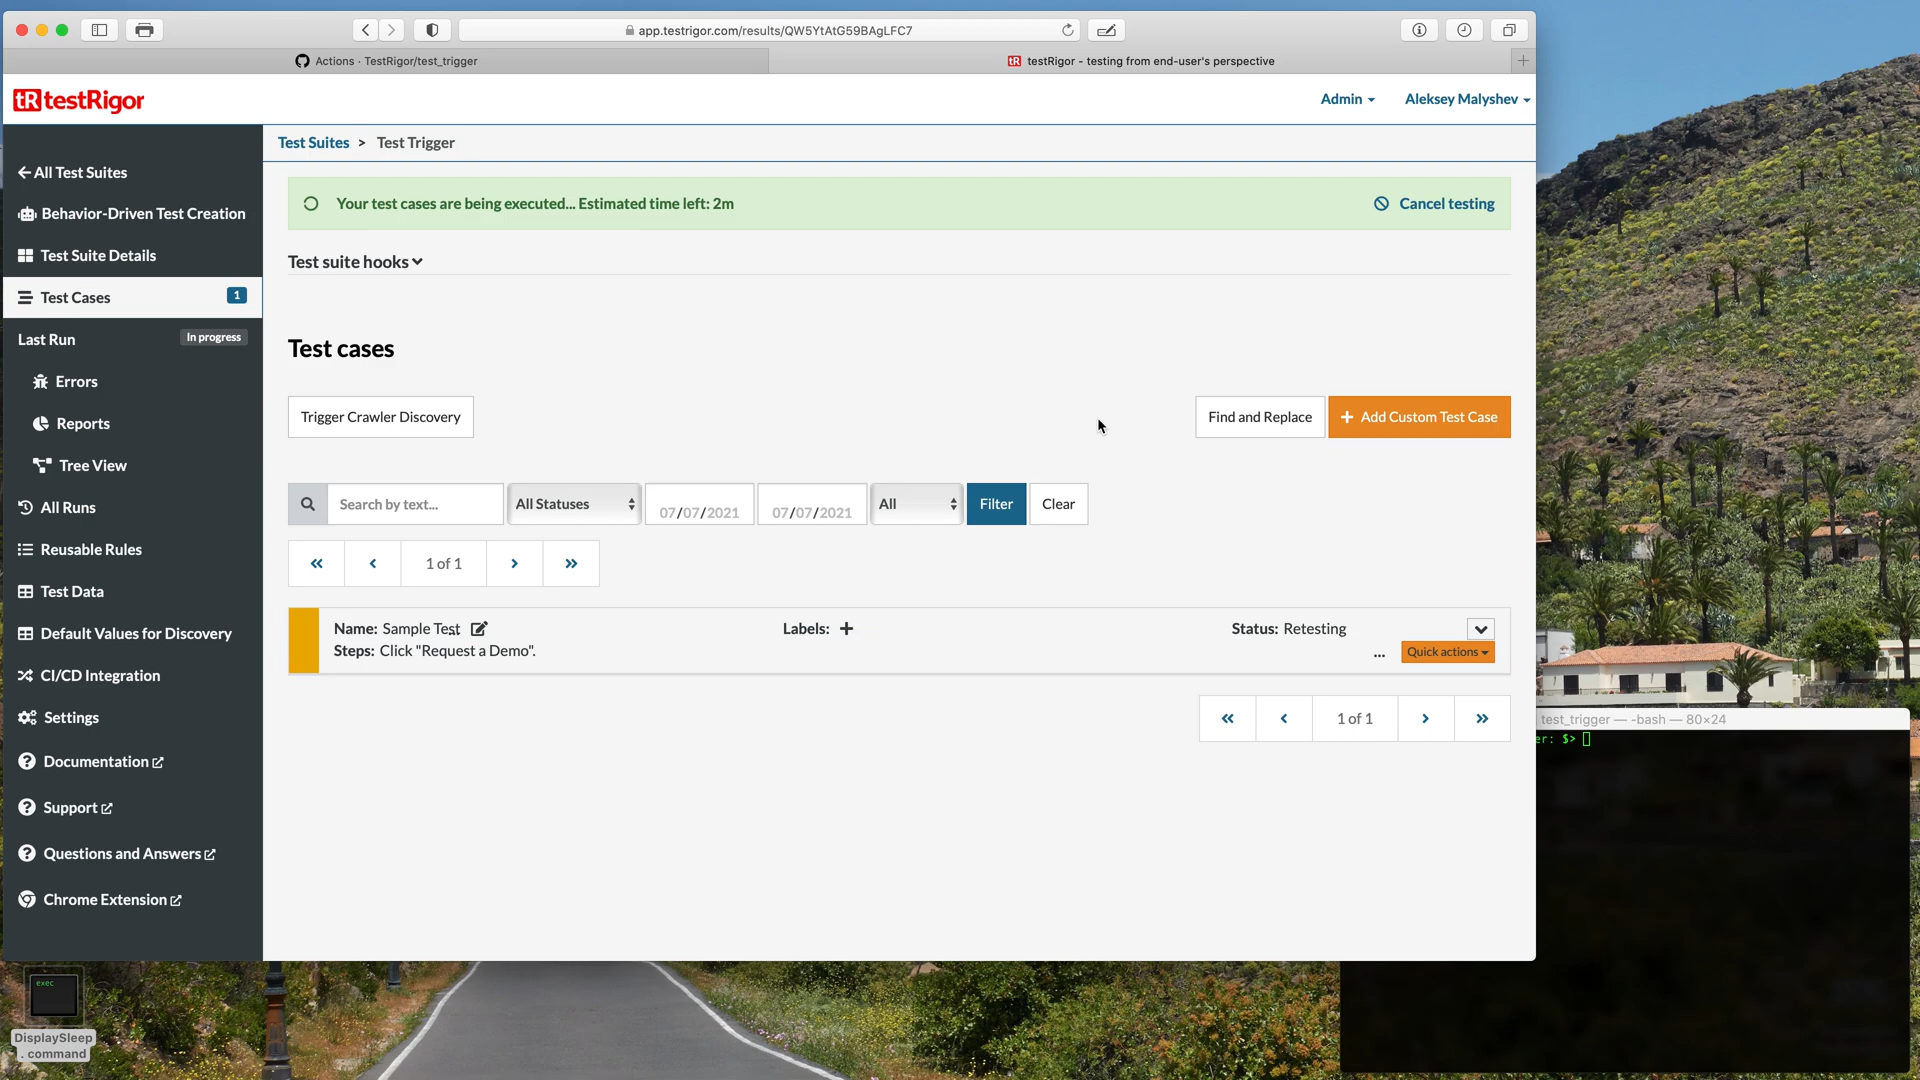 app.testrigor.com/results/QW5YtAtG59BAgLFC7
Actions · TestRigor/test_trigger
tR testRigor - testing from end-user's perspective
tR testRigor
Admin
Aleksey Malyshev
Test Suites > Test Trigger
All Test Suites
Behavior-Driven Test Creation
Test Suite Details
Test Cases 1
Last Run In progress
Errors
Reports
Tree View
All Runs
Reusable Rules
Test Data
Default Values for Discovery
CI/CD Integration
Settings
Documentation
Support
Questions and Answers
Chrome Extension
Your test cases are being executed... Estimated time left: 2m
Cancel testing
Test suite hooks
Test cases
Trigger Crawler Discovery
Find and Replace
+ Add Custom Test Case
Search by text...
All Statuses
07/07/2021
07/07/2021
All
Filter
Clear
« ‹ 1 of 1 › »
Name: Sample Test
Labels: +
Status: Retesting
Steps: Click "Request a Demo".
... Quick actions
« ‹ 1 of 1 › »
test_trigger — -bash — 80×24
er: $>
exec
DisplaySleep
.command